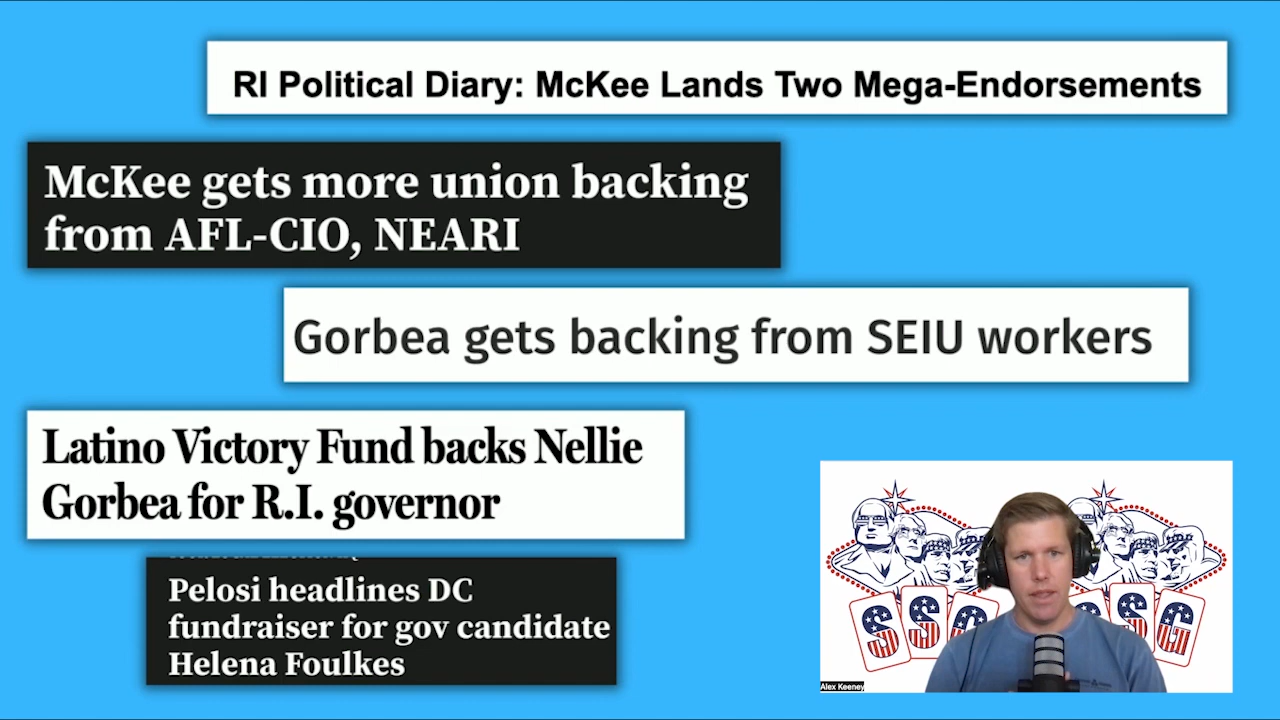 RI Political Diary: McKee Lands Two Mega-Endorsements
McKee gets more union backing
from AFL-CIO, NEARI
Gorbea gets backing from SEIU workers
Latino Victory Fund backs Nellie
Gorbea for R.I. governor
Pelosi headlines DC
fundraiser for gov candidate
Helena Foulkes
SSG
SSG
Alex Keeney